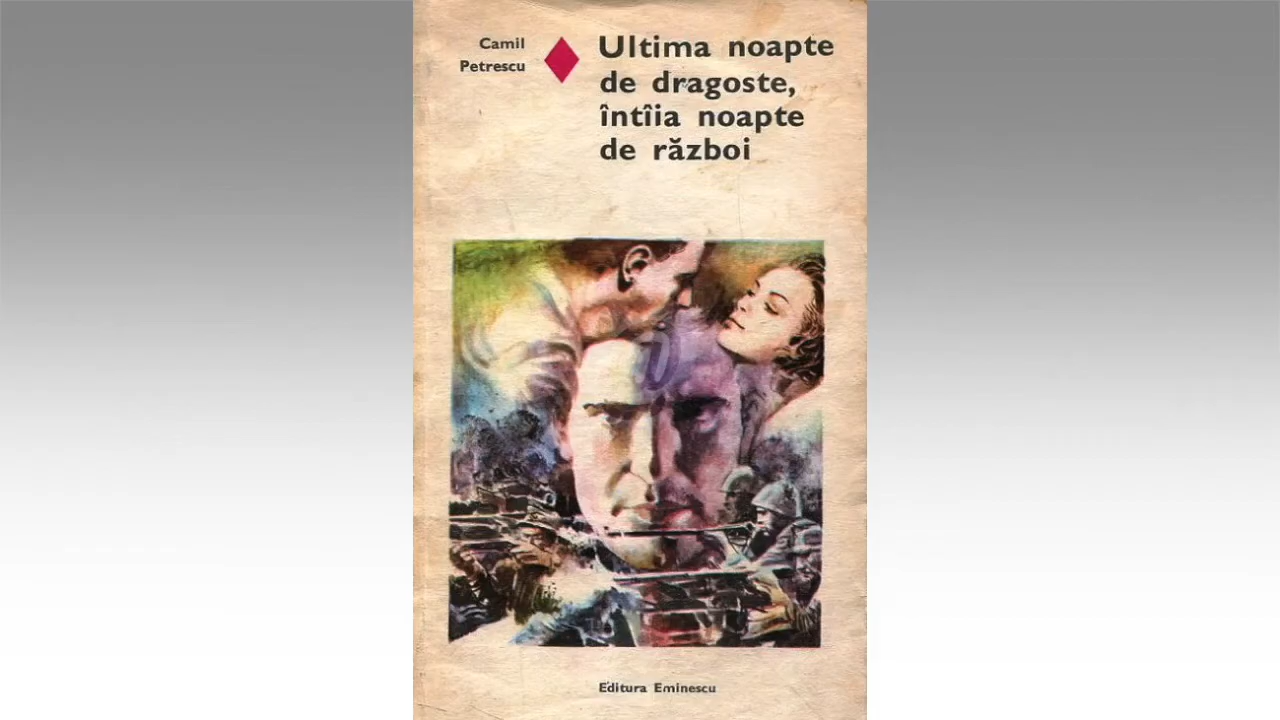 Camil
Petrescu
Ultima noapte
de dragoste,
întîia noapte
de război
Editura Eminescu